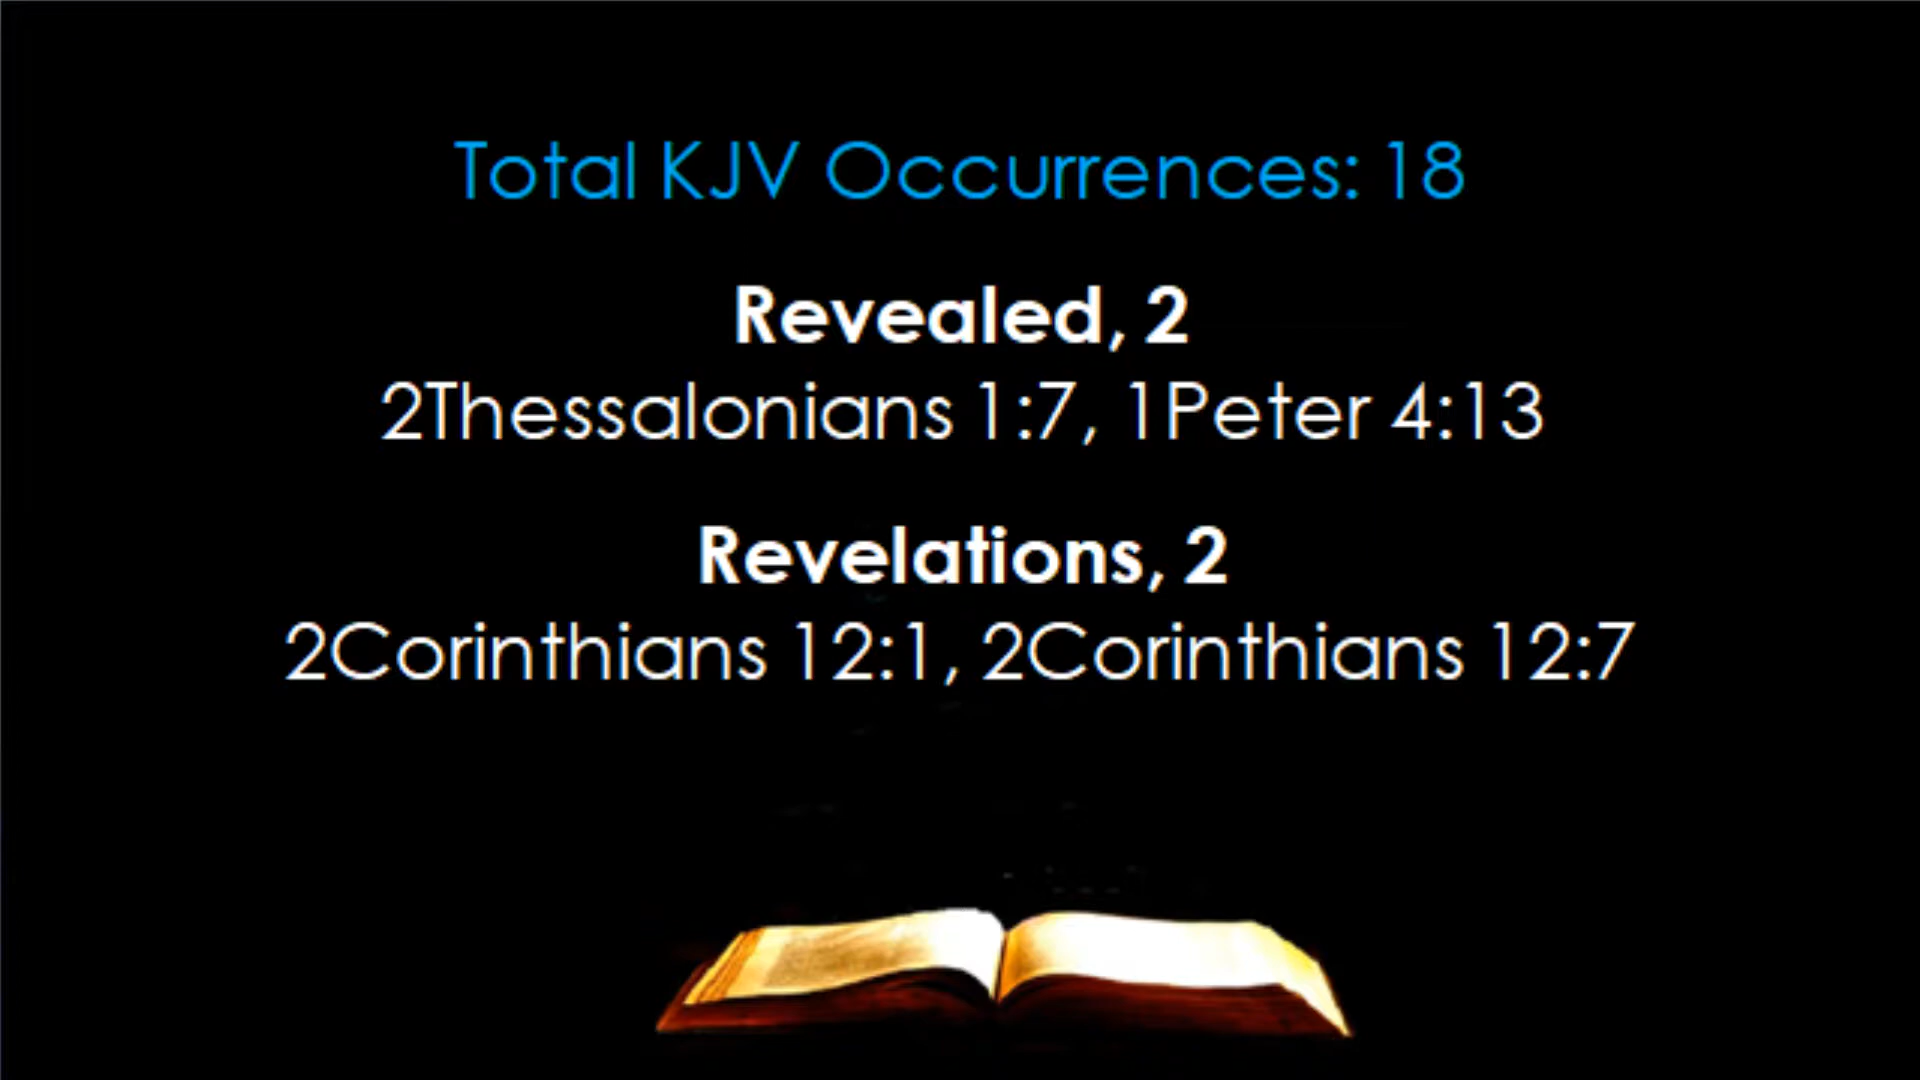 Total KJV Occurrences: 18
Revealed, 2
2Thessalonians 1:7, 1Peter 4:13
Revelations, 2
2Corinthians 12:1, 2Corinthians 12:7